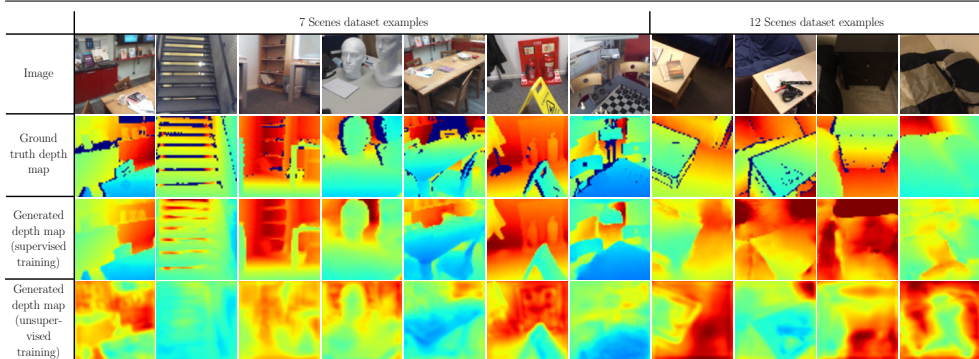 7 Scenes dataset examples
12 Scenes dataset examples
Image
Ground
truth depth
map
Generated
depth map
(supervised
training)
Generated
depth map
(unsuper-
vised
training)